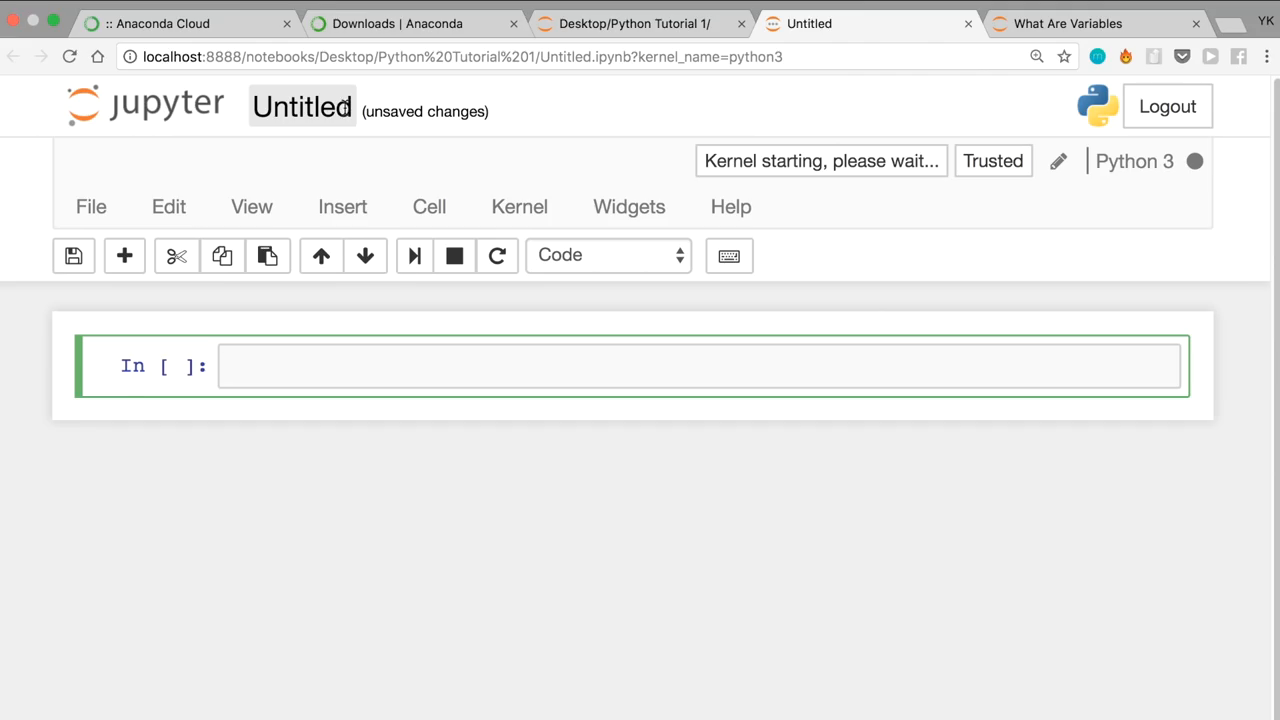 :: Anaconda Cloud
Downloads | Anaconda
Desktop/Python Tutorial 1/
Untitled
What Are Variables
YK
localhost:8888/notebooks/Desktop/Python%20Tutorial%201/Untitled.ipynb?kernel_name=python3
jupyter Untitled (unsaved changes)
Logout
Kernel starting, please wait... Trusted Python 3
File Edit View Insert Cell Kernel Widgets Help
Code
In [ ]: